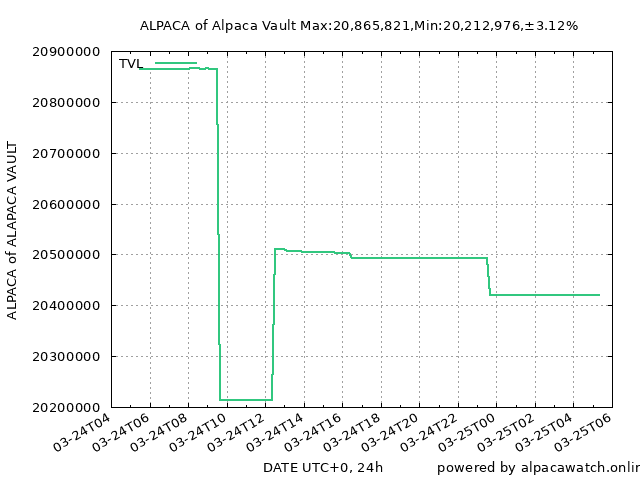 ALPACA of Alpaca Vault Max:20,865,821,Min:20,212,976,±3.12%
TVL
20900000
20800000
20700000
20600000
20500000
20400000
20300000
20200000
ALPACA of ALAPACA VAULT
03-24T04
03-24T06
03-24T08
03-24T10
03-24T12
03-24T14
03-24T16
03-24T18
03-24T20
03-24T22
03-25T00
03-25T02
03-25T04
03-25T06
DATE UTC+0, 24h
powered by alpacawatch.onlin